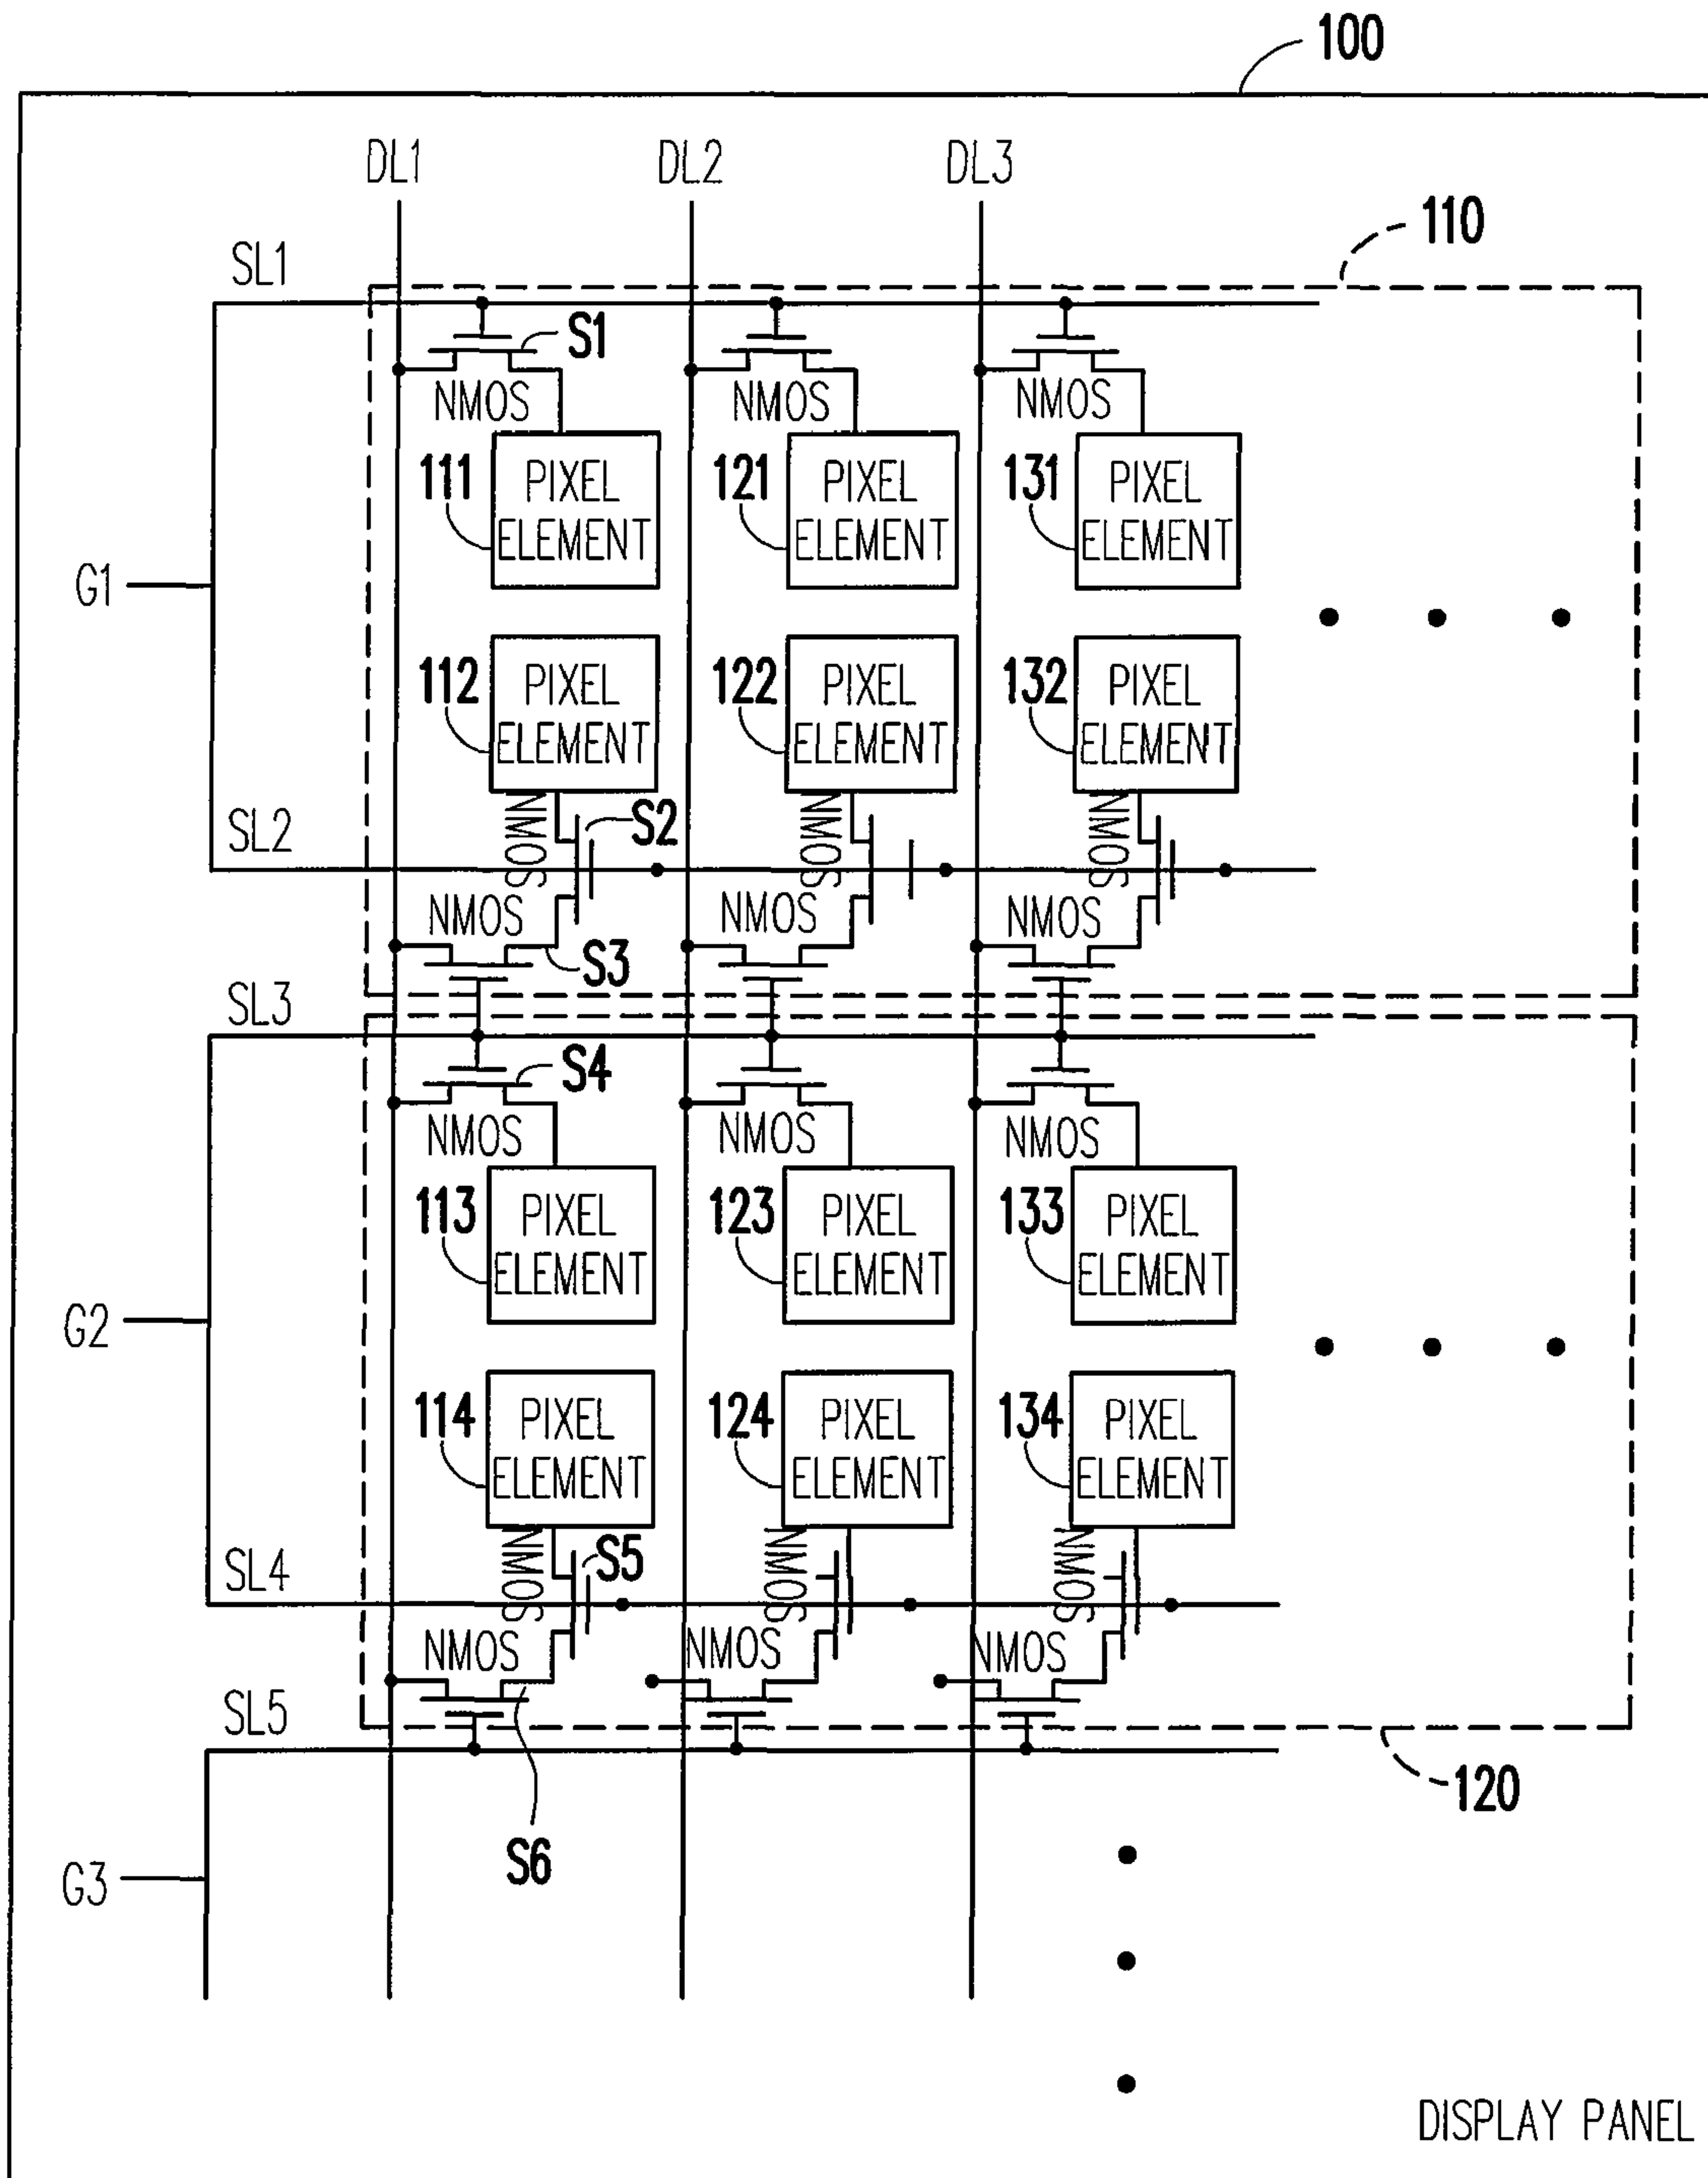 100
DL1 DL2 DL3
110
SL1
S1
NMOS NMOS NMOS
111 PIXEL ELEMENT 121 PIXEL ELEMENT 131 PIXEL ELEMENT
G1
112 PIXEL ELEMENT 122 PIXEL ELEMENT 132 PIXEL ELEMENT
NMOS S2 NMOS NMOS
SL2
NMOS NMOS NMOS
S3
SL3
S4
NMOS NMOS NMOS
113 PIXEL ELEMENT 123 PIXEL ELEMENT 133 PIXEL ELEMENT
G2
114 PIXEL ELEMENT 124 PIXEL ELEMENT 134 PIXEL ELEMENT
NMOS S5 NMOS NMOS
SL4
NMOS NMOS NMOS
SL5
120
S6
G3
DISPLAY PANEL